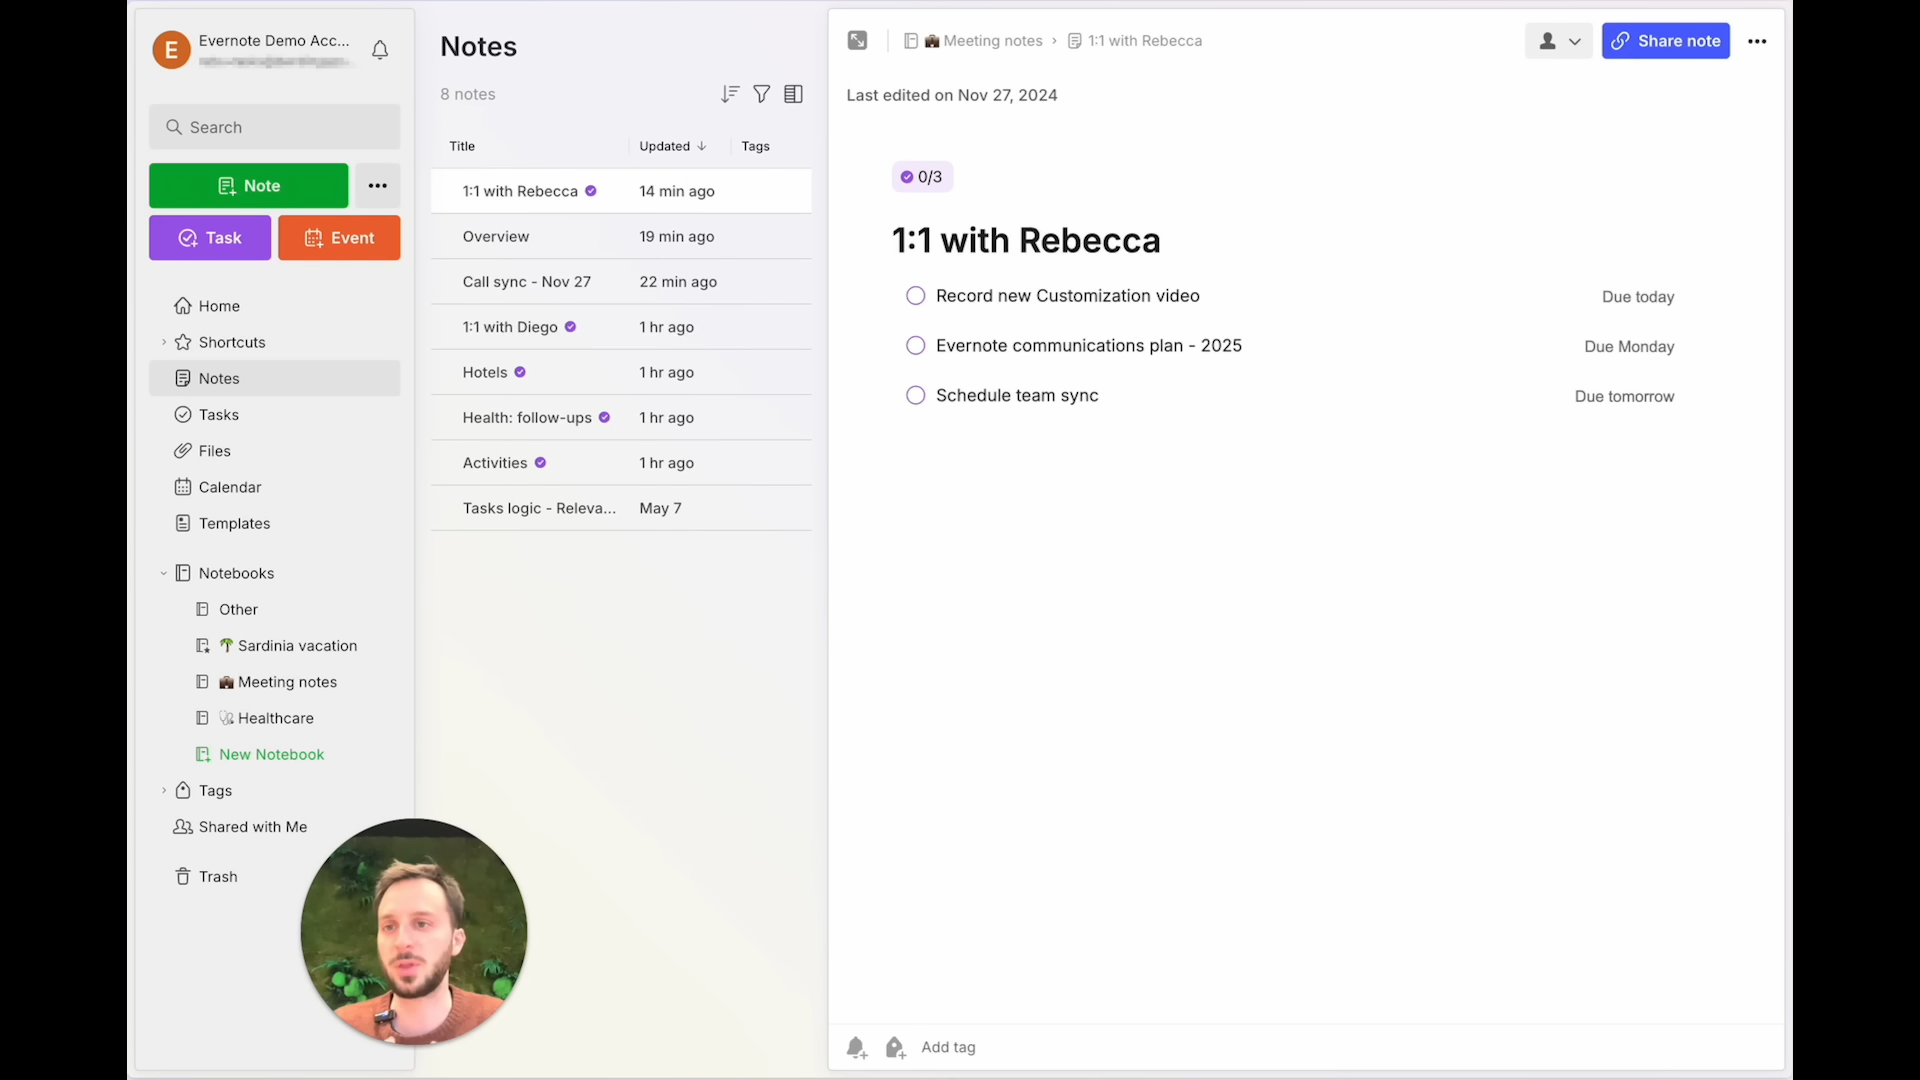 E
Evernote Demo Acc...
Search
Note
Task
Event
Home
Shortcuts
Notes
Tasks
Files
Calendar
Templates
Notebooks
Other
Sardinia vacation
Meeting notes
Healthcare
New Notebook
Tags
Shared with Me
Trash
Notes
8 notes
Title Updated Tags
1:1 with Rebecca 14 min ago
Overview 19 min ago
Call sync - Nov 27 22 min ago
1:1 with Diego 1 hr ago
Hotels 1 hr ago
Health: follow-ups 1 hr ago
Activities 1 hr ago
Tasks logic - Releva... May 7
Meeting notes › 1:1 with Rebecca
Share note
Last edited on Nov 27, 2024
0/3
1:1 with Rebecca
Record new Customization video Due today
Evernote communications plan - 2025 Due Monday
Schedule team sync Due tomorrow
Add tag